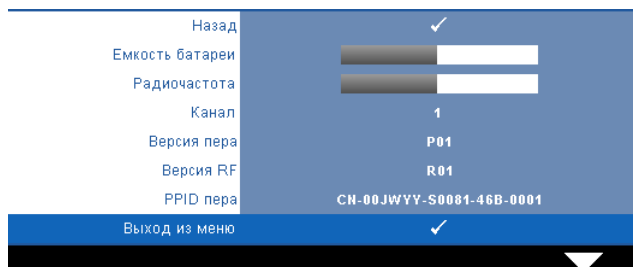 Назад
Емкость батареи
Радиочастота
Канал 1
Версия пера P01
Версия RF R01
PPID пера CN-00JWYY-S0081-46B-0001
Выход из меню